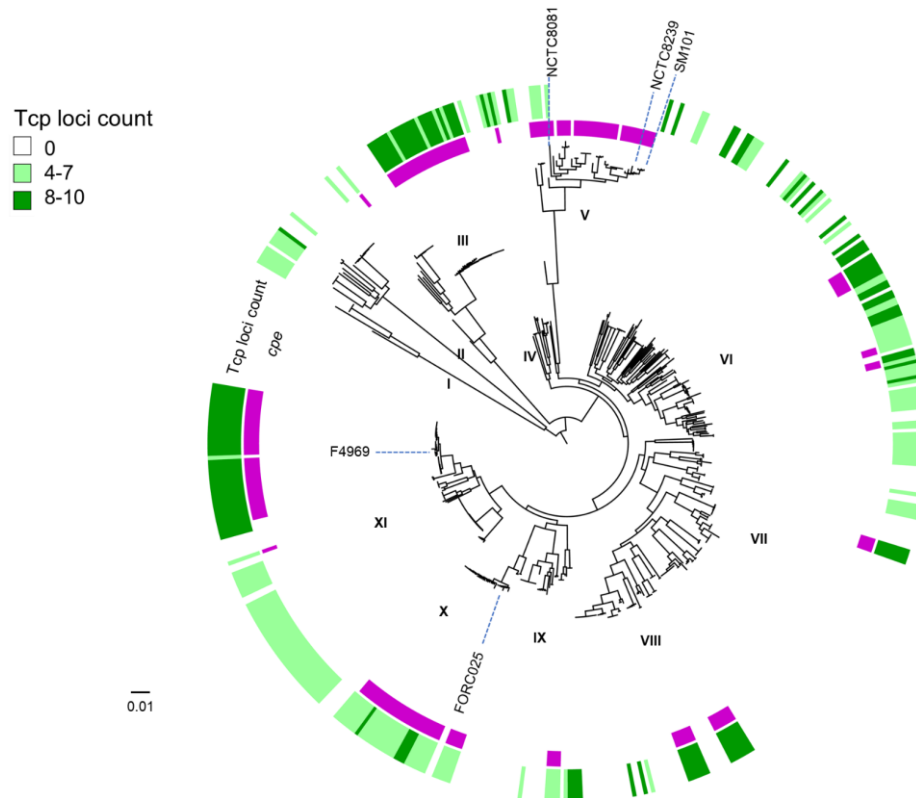 NCTC8081
NCTC8239
SM101
Tcp loci count
0
4-7
8-10
V
III
Tcp loci count
cpe
II
IV
VI
I
F4969
XI
VII
X
IX
VIII
FORC025
0.01